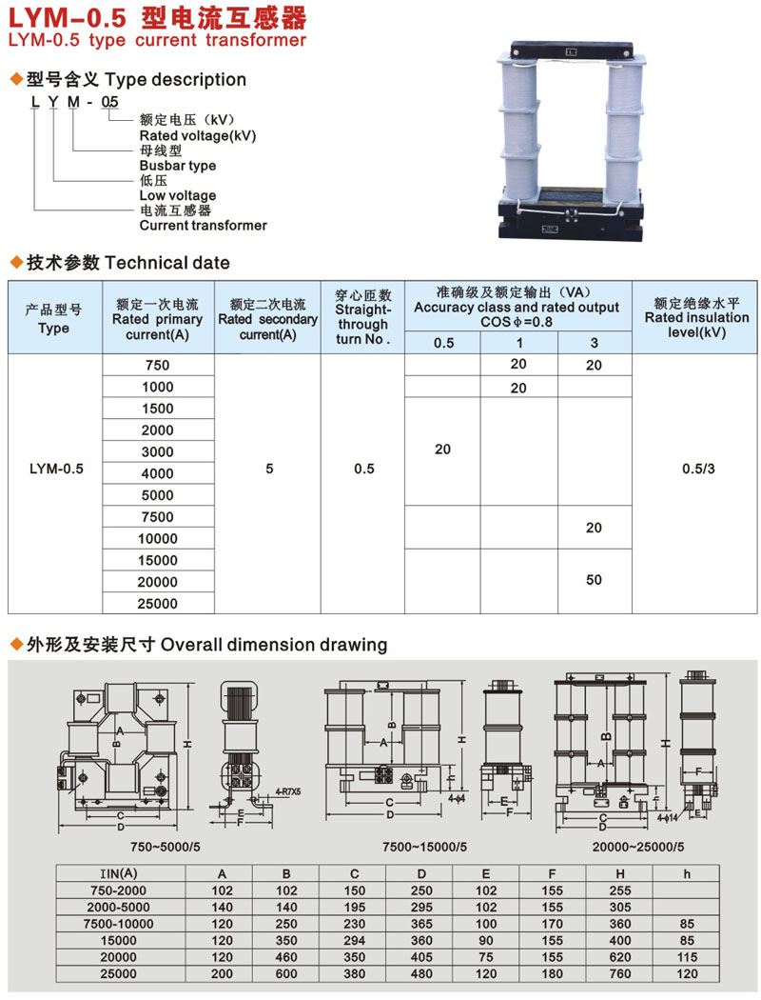 LYM-0.5 型电流互感器
LYM-0.5 type current transformer
型号含义 Type description
L Y M - 0.5
额定电压（kV）
Rated voltage(kV)
母线型
Busbar type
低压
Low voltage
电流互感器
Current transformer
技术参数 Technical date
产品型号
Type
额定一次电流
Rated primary
current(A)
额定二次电流
Rated secondary
current(A)
穿心匝数
Straight-
through
turn No .
准确级及额定输出（VA）
Accuracy class and rated output
COSΦ=0.8
0.5 1 3
额定绝缘水平
Rated insulation
level(kV)
750 20 20
1000 20
1500
2000
3000 20
LYM-0.5 4000 5 0.5 0.5/3
5000
7500 20
10000
15000
20000 50
25000
外形及安装尺寸 Overall dimension drawing
A B H C D
4-R7X5 E F
750~5000/5
A B H h C D
4-φ4 E F
7500~15000/5
A B H h C D
4-φ14 F E
20000~25000/5
IIN(A) A B C D E F H h
750-2000 102 102 150 250 102 155 255
2000-5000 140 140 195 295 102 155 305
7500-10000 120 250 230 365 100 170 360 85
15000 120 350 294 360 90 155 400 85
20000 120 460 350 405 75 155 620 115
25000 200 600 380 480 120 180 760 120